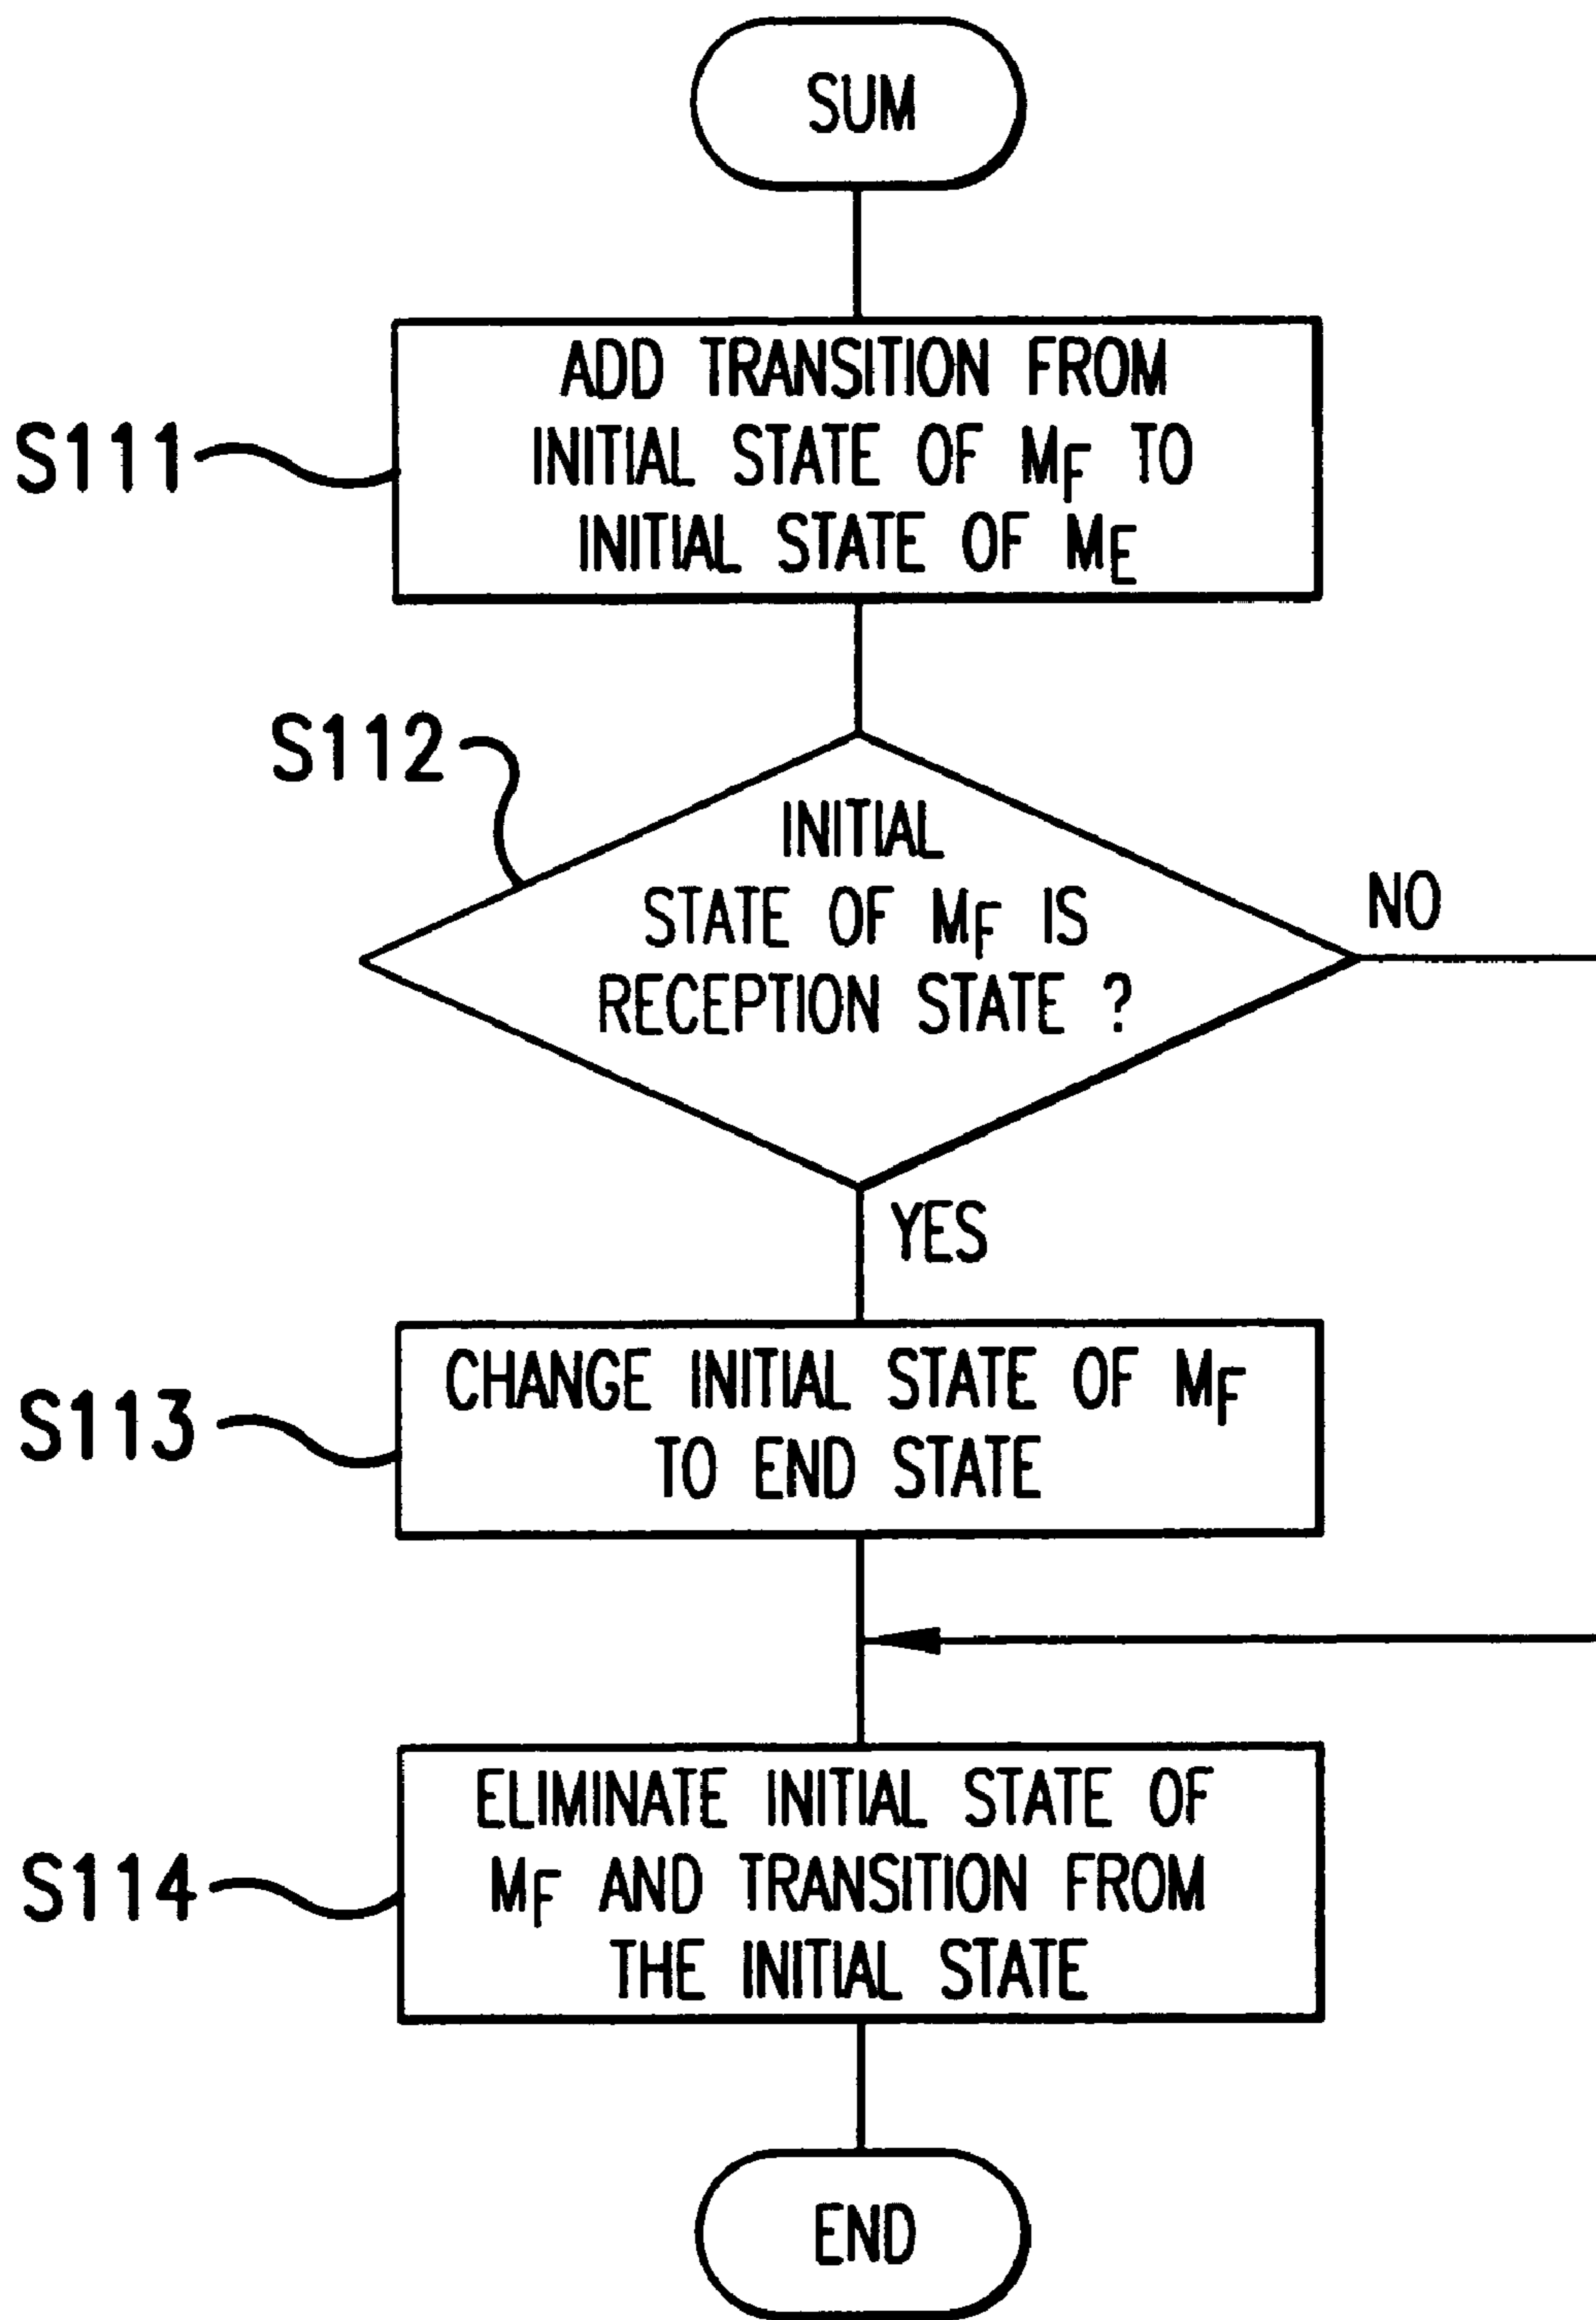 SUM
ADD TRANSITION FROM
INITIAL STATE OF MF TO
INITIAL STATE OF ME
S111
S112
INITIAL
STATE OF MF IS
RECEPTION STATE ?
NO
YES
CHANGE INITIAL STATE OF MF
TO END STATE
S113
ELIMINATE INITIAL STATE OF
MF AND TRANSITION FROM
THE INITIAL STATE
S114
END